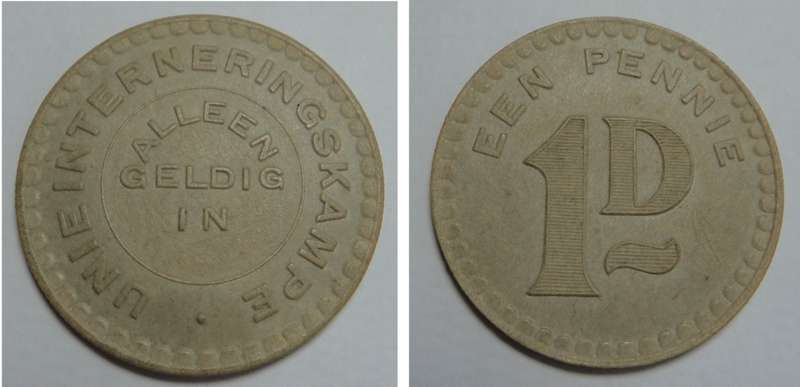 ALLEEN
GELDIG
IN
UNIE INTERNERINGSKAMPE
EEN PENNIE
1D